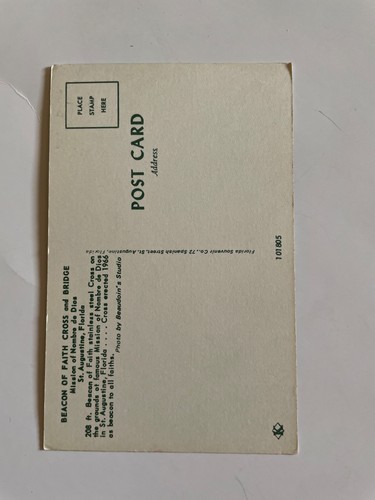 BEACON OF FAITH CROSS and BRIDGE
Mission of Nombre de Dios
St. Augustine, Florida
208 ft. Beacon of Faith stainless steel Cross on
the grounds at famous Mission of Nombre de Dios
in St. Augustine, Florida . . . . Cross erected 1966
as beacon to all faiths.
Photo by Beaudoin's Studio
Florida Souvenir Co., 72 Spanish Street, St. Augustine, Florida
POST CARD
Address
PLACE
STAMP
HERE
101805
K